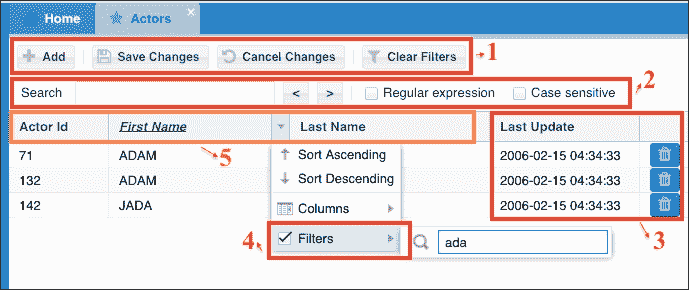 Home Actors
Add Save Changes Cancel Changes Clear Filters 1
Search < > Regular expression Case sensitive 2
Actor Id First Name Last Name Last Update
71 ADAM Sort Ascending 2006-02-15 04:34:33
5
132 ADAM Sort Descending 2006-02-15 04:34:33
142 JADA Columns 2006-02-15 04:34:33
4 Filters ada 3